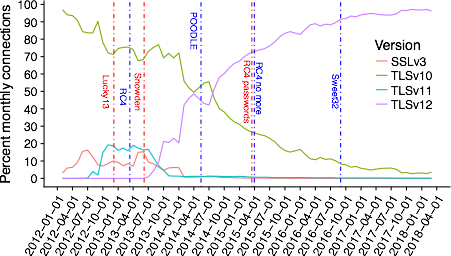 Percent monthly connections
100
90
80
70
60
50
40
30
20
10
0
Lucky13
RC4
Snowden
POODLE
RC4 passwords
RC4 no more
Sweet32
Version
SSLv3
TLSv10
TLSv11
TLSv12
2012-01-01
2012-04-01
2012-07-01
2012-10-01
2013-01-01
2013-04-01
2013-07-01
2013-10-01
2014-01-01
2014-04-01
2014-07-01
2014-10-01
2015-01-01
2015-04-01
2015-07-01
2015-10-01
2016-01-01
2016-04-01
2016-07-01
2016-10-01
2017-01-01
2017-04-01
2017-07-01
2017-10-01
2018-01-01
2018-04-01